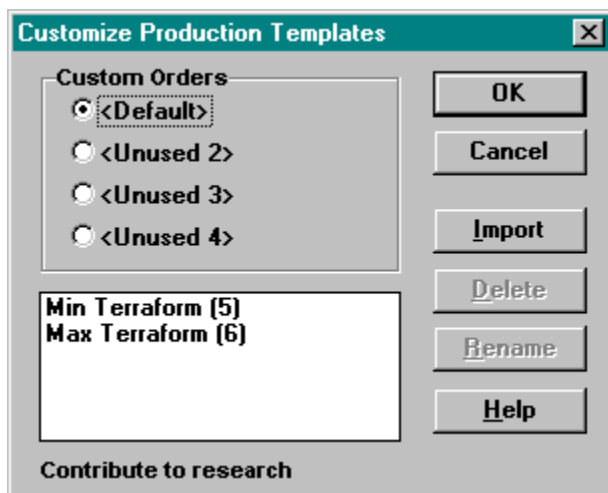 Customize Production Templates
Custom Orders
<Default>
<Unused 2>
<Unused 3>
<Unused 4>
OK
Cancel
Import
Delete
Rename
Help
Min Terraform (5)
Max Terraform (6)
Contribute to research